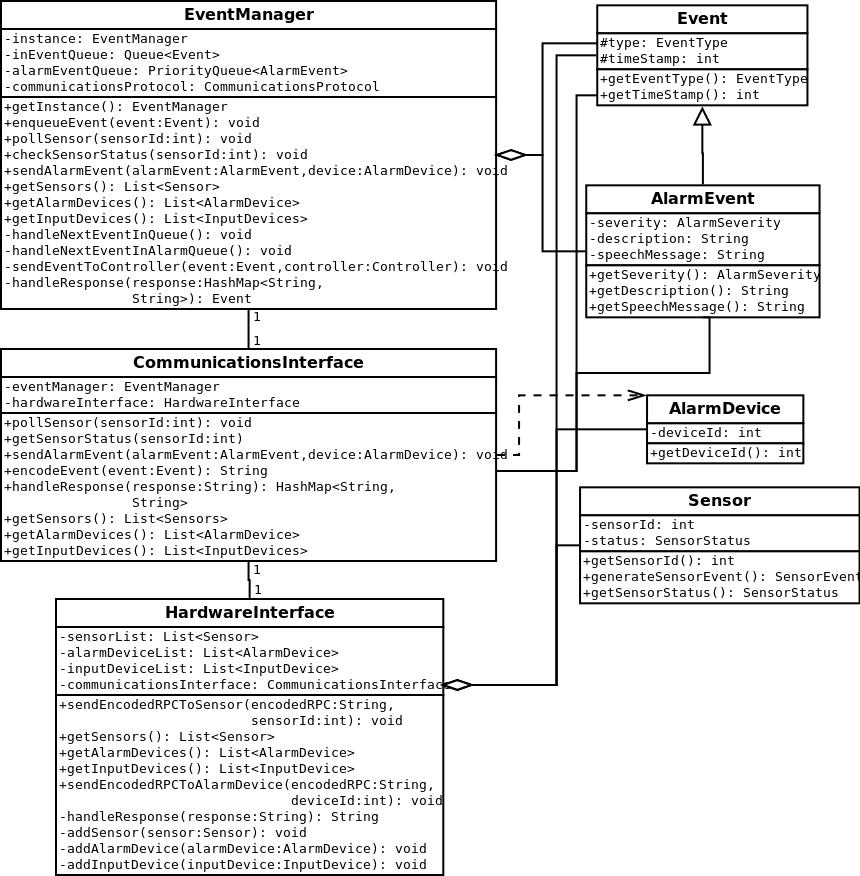 EventManager
-instance: EventManager
-inEventQueue: Queue<Event>
-alarmEventQueue: PriorityQueue<AlarmEvent>
-communicationsProtocol: CommunicationsProtocol
+getInstance(): EventManager
+enqueueEvent(event:Event): void
+pollSensor(sensorId:int): void
+checkSensorStatus(sensorId:int): void
+sendAlarmEvent(alarmEvent:AlarmEvent,device:AlarmDevice): void
+getSensors(): List<Sensor>
+getAlarmDevices(): List<AlarmDevice>
+getInputDevices(): List<InputDevices>
-handleNextEventInQueue(): void
-handleNextEventInAlarmQueue(): void
-sendEventToController(event:Event,controller:Controller): void
-handleResponse(response:HashMap<String,
String>): Event
1
1
CommunicationsInterface
-eventManager: EventManager
-hardwareInterface: HardwareInterface
+pollSensor(sensorId:int): void
+getSensorStatus(sensorId:int)
+sendAlarmEvent(alarmEvent:AlarmEvent,device:AlarmDevice): void
+encodeEvent(event:Event): String
+handleResponse(response:String): HashMap<String,
String>
+getSensors(): List<Sensors>
+getAlarmDevices(): List<AlarmDevice>
+getInputDevices(): List<InputDevices>
1
1
HardwareInterface
-sensorList: List<Sensor>
-alarmDeviceList: List<AlarmDevice>
-inputDeviceList: List<InputDevice>
-communicationsInterface: CommunicationsInterface
+sendEncodedRPCToSensor(encodedRPC:String,
sensorId:int): void
+getSensors(): List<Sensor>
+getAlarmDevices(): List<AlarmDevice>
+getInputDevices(): List<InputDevice>
+sendEncodedRPCToAlarmDevice(encodedRPC:String,
deviceId:int): void
-handleResponse(response:String): String
-addSensor(sensor:Sensor): void
-addAlarmDevice(alarmDevice:AlarmDevice): void
-addInputDevice(inputDevice:InputDevice): void
Event
#type: EventType
#timeStamp: int
+getEventType(): EventType
+getTimeStamp(): int
AlarmEvent
-severity: AlarmSeverity
-description: String
-speechMessage: String
+getSeverity(): AlarmSeverity
+getDescription(): String
+getSpeechMessage(): String
AlarmDevice
-deviceId: int
+getDeviceId(): int
Sensor
-sensorId: int
-status: SensorStatus
+getSensorId(): int
+generateSensorEvent(): SensorEvent
+getSensorStatus(): SensorStatus